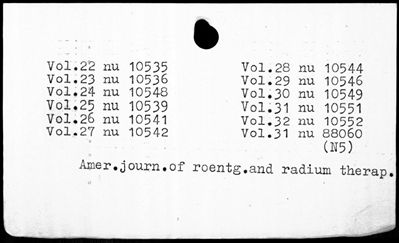 Vol.22 nu 10535 Vol.28 nu 10544
Vol.23 nu 10536 Vol.29 nu 10546
Vol.24 nu 10548 Vol.30 nu 10549
Vol.25 nu 10539 Vol.31 nu 10551
Vol.26 nu 10541 Vol.32 nu 10552
Vol.27 nu 10542 Vol.31 nu 88060
(N5)
Amer.journ.of roentg.and radium therap.